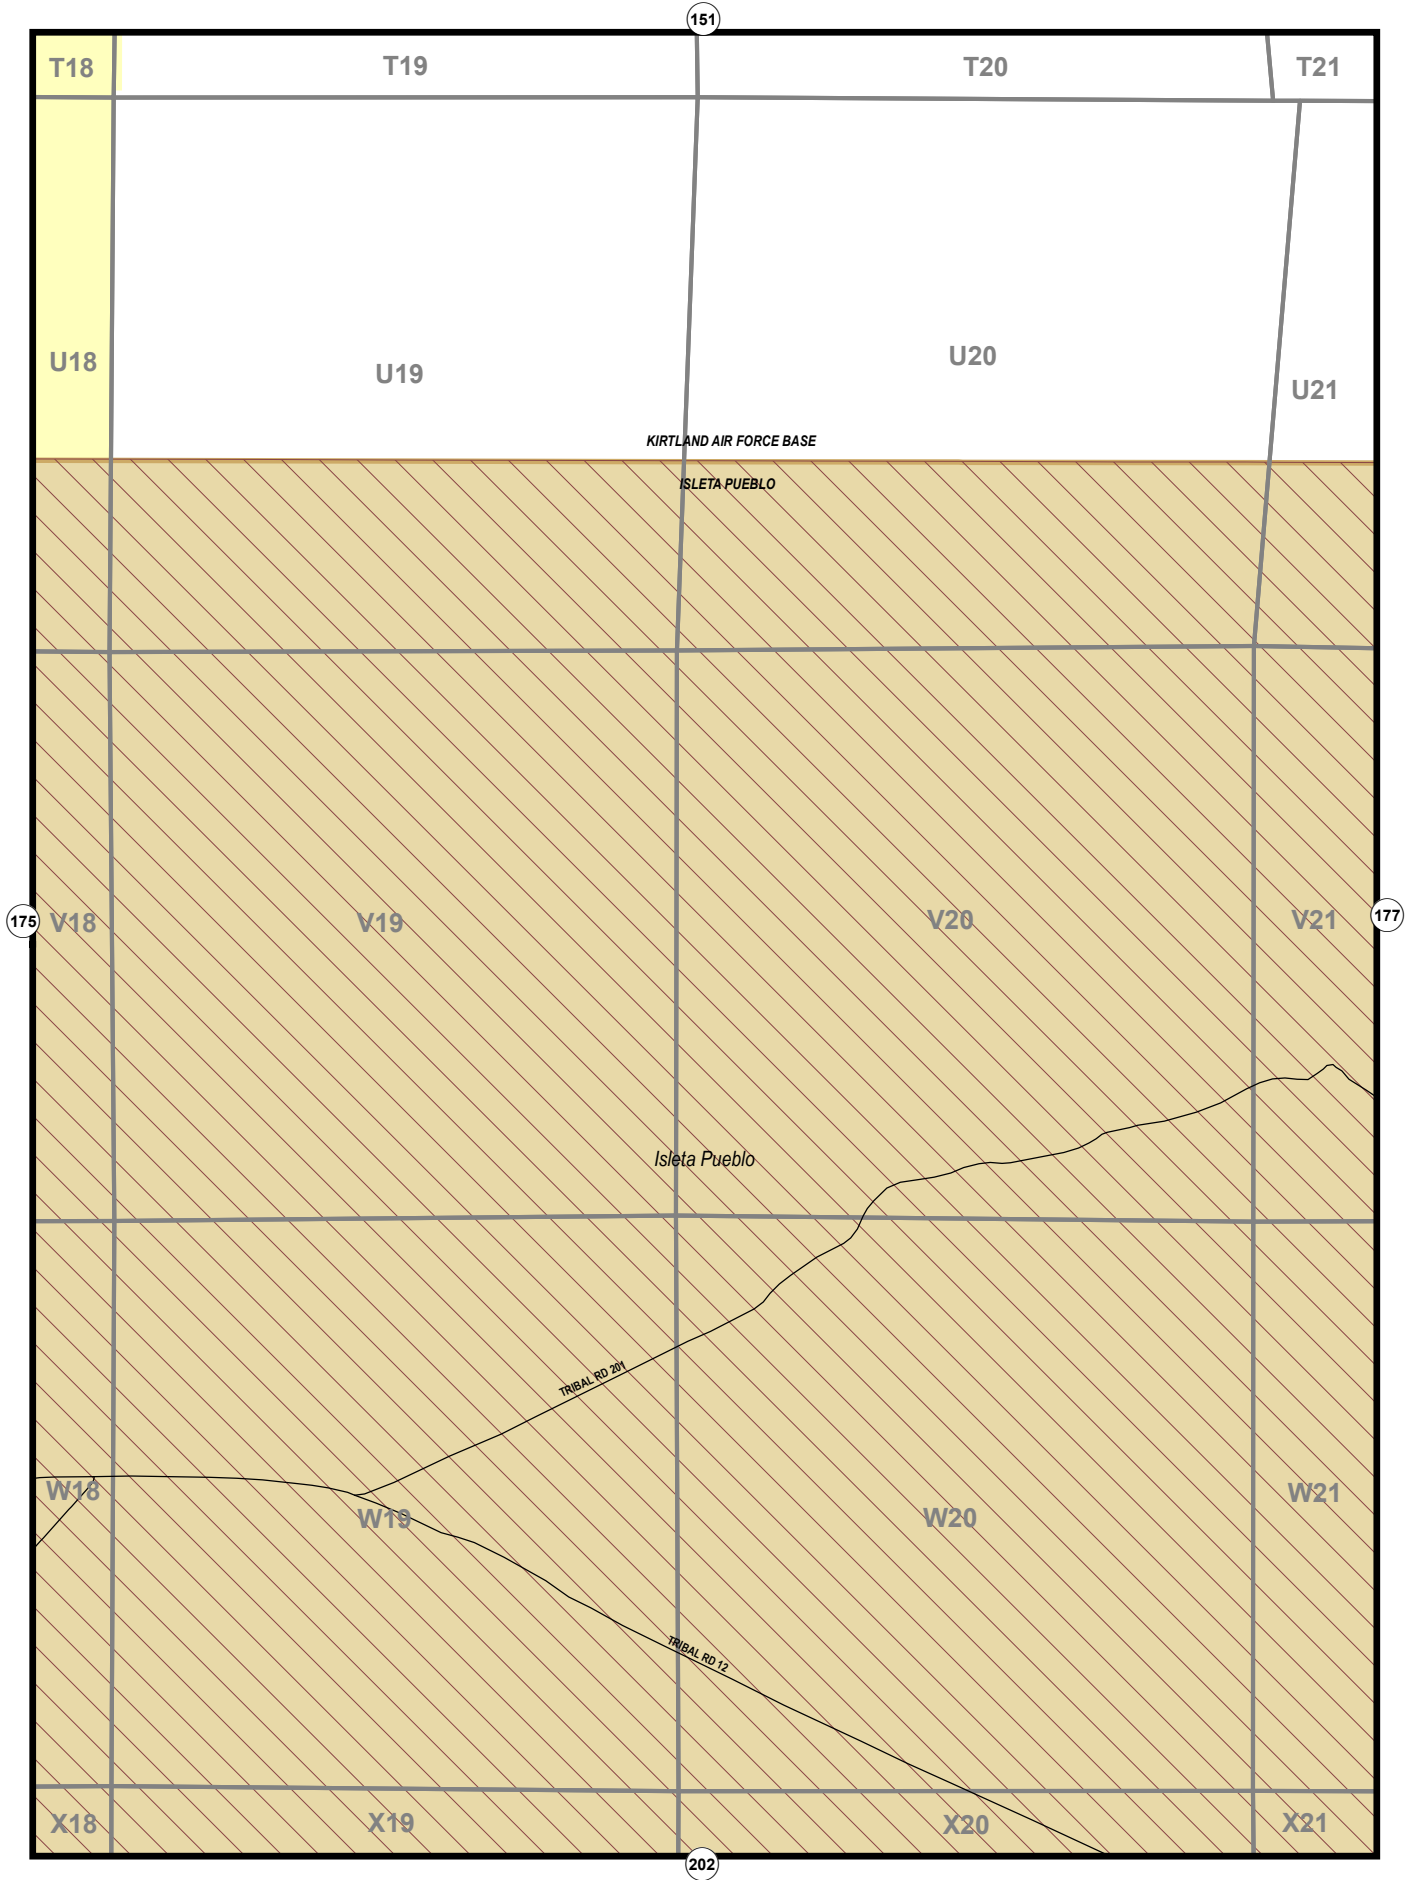 151
T18
T19
T20
T21
U18
U19
U20
U21
KIRTLAND AIR FORCE BASE
ISLETA PUEBLO
175
V18
V19
V20
V21
177
Isleta Pueblo
TRIBAL RD 201
W18
W19
W20
W21
TRIBAL RD 12
X18
X19
X20
X21
202